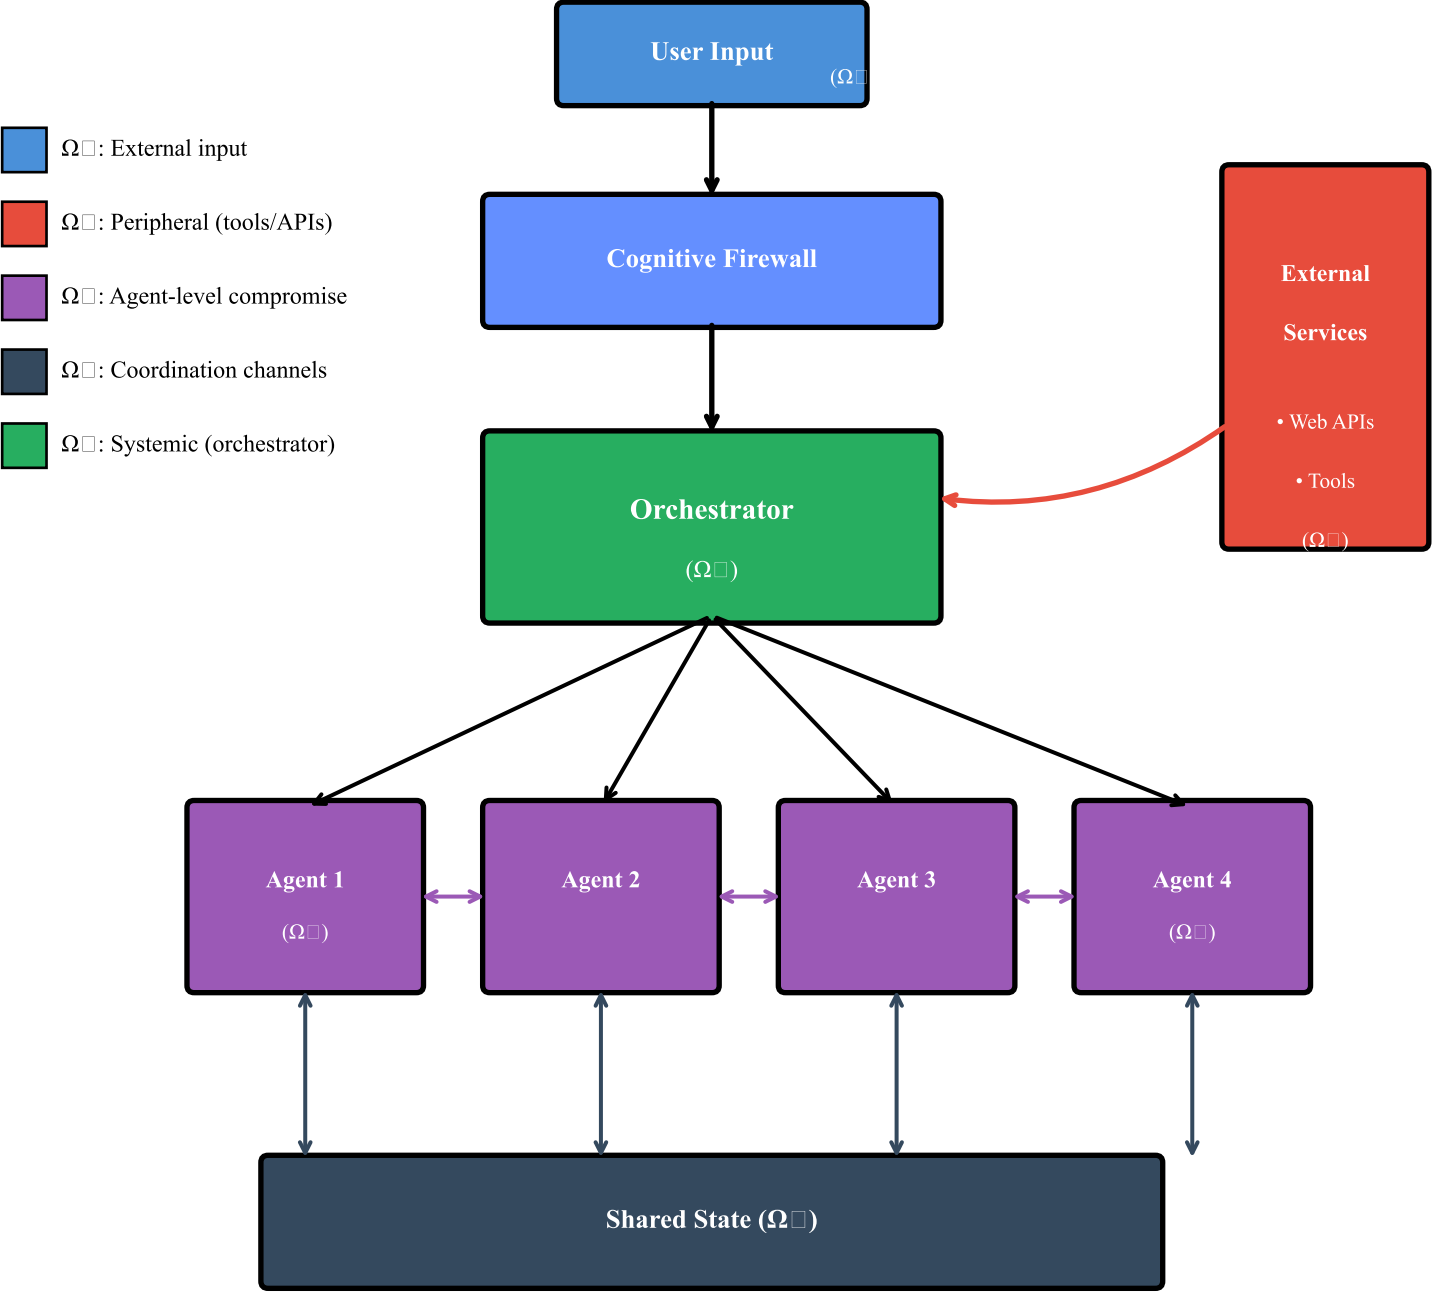 User Input
(Ω□
Ω□: External input
Ω□: Peripheral (tools/APIs)
Ω□: Agent-level compromise
Ω□: Coordination channels
Ω□: Systemic (orchestrator)
Cognitive Firewall
External
Services
• Web APIs
• Tools
(Ω□)
Orchestrator
(Ω□)
Agent 1
(Ω□)
Agent 2
Agent 3
Agent 4
(Ω□)
Shared State (Ω□)